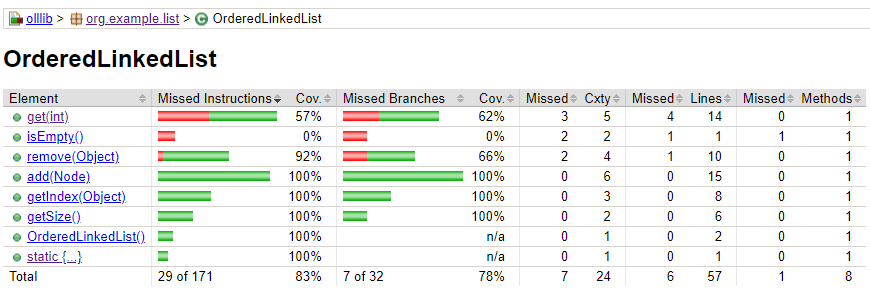 olllib > org.example.list > OrderedLinkedList
OrderedLinkedList
Element Missed Instructions Cov. Missed Branches Cov. Missed Cxty Missed Lines Missed Methods
get(int) 57% 62% 3 5 4 14 0 1
isEmpty() 0% 0% 2 2 1 1 1 1
remove(Object) 92% 66% 2 4 1 10 0 1
add(Node) 100% 100% 0 6 0 15 0 1
getIndex(Object) 100% 100% 0 3 0 8 0 1
getSize() 100% 100% 0 2 0 6 0 1
OrderedLinkedList() 100% n/a 0 1 0 2 0 1
static {...} 100% n/a 0 1 0 1 0 1
Total 29 of 171 83% 7 of 32 78% 7 24 6 57 1 8